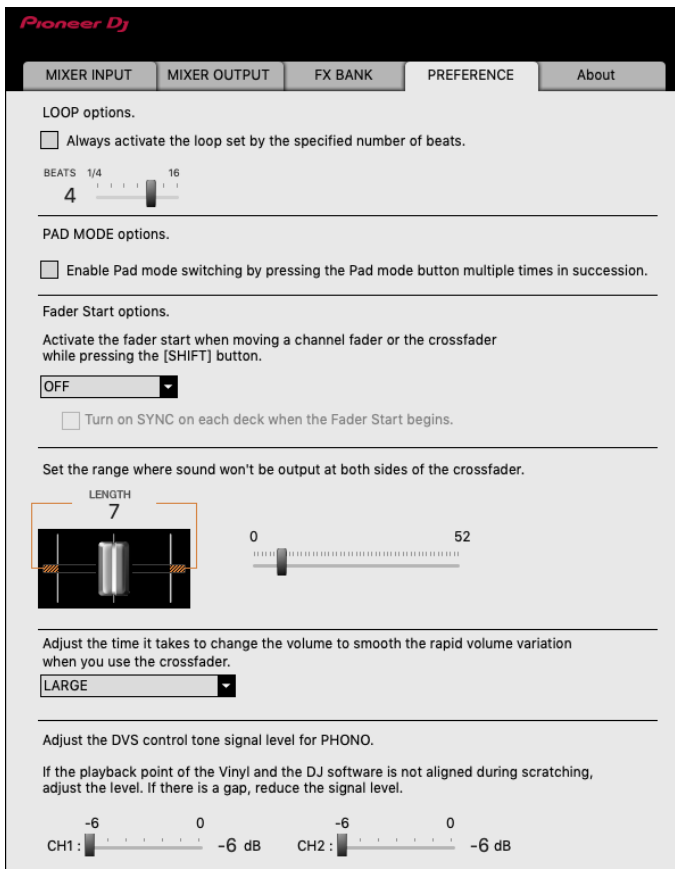 Pioneer Dj
MIXER INPUT MIXER OUTPUT FX BANK PREFERENCE About
LOOP options.
Always activate the loop set by the specified number of beats.
BEATS 1/4 16
4
PAD MODE options.
Enable Pad mode switching by pressing the Pad mode button multiple times in succession.
Fader Start options.
Activate the fader start when moving a channel fader or the crossfader
while pressing the [SHIFT] button.
OFF
Turn on SYNC on each deck when the Fader Start begins.
Set the range where sound won't be output at both sides of the crossfader.
LENGTH
7
0 52
Adjust the time it takes to change the volume to smooth the rapid volume variation
when you use the crossfader.
LARGE
Adjust the DVS control tone signal level for PHONO.
If the playback point of the Vinyl and the DJ software is not aligned during scratching,
adjust the level. If there is a gap, reduce the signal level.
-6 0 -6 0
CH1 : -6 dB CH2 : -6 dB